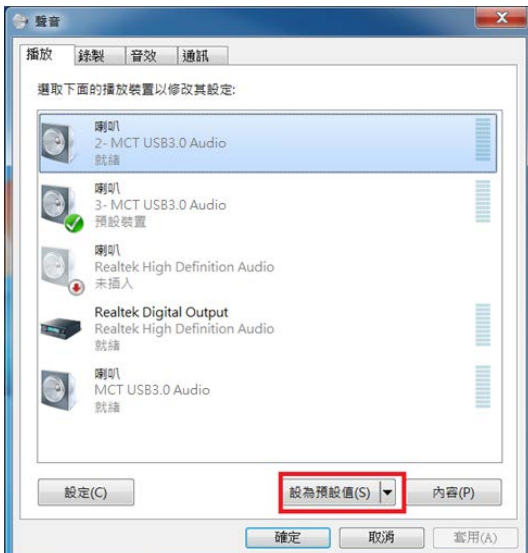 聲音
播放 錄製 音效 通訊
選取下面的播放裝置以修改其設定:
喇叭
2- MCT USB3.0 Audio
就緒
喇叭
3- MCT USB3.0 Audio
預設裝置
喇叭
Realtek High Definition Audio
未插入
Realtek Digital Output
Realtek High Definition Audio
就緒
喇叭
MCT USB3.0 Audio
就緒
設定(C) 設為預設值(S) 內容(P)
確定 取消 套用(A)